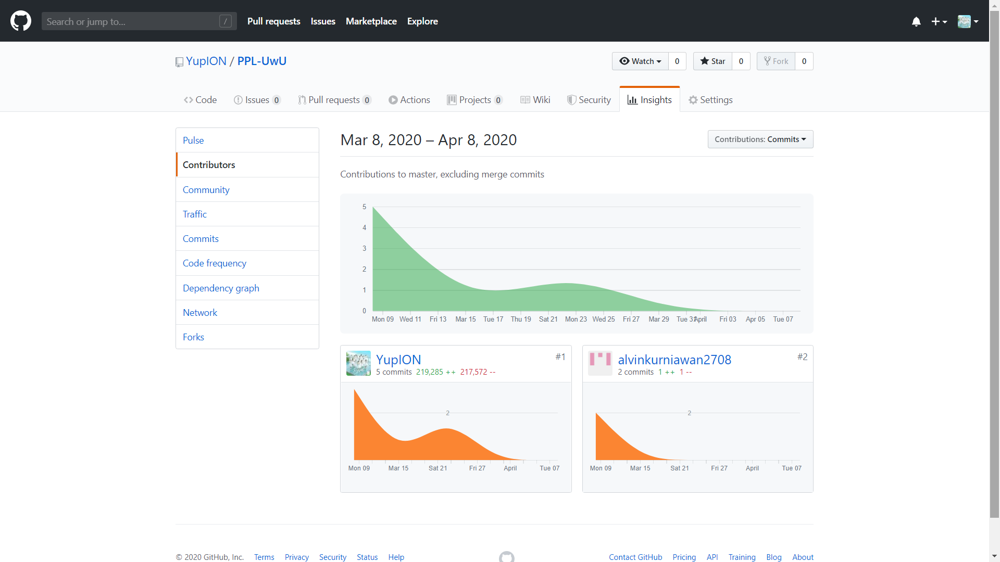 Search or jump to... / Pull requests Issues Marketplace Explore
YupION / PPL-UwU Watch 0 Star 0 Fork 0
Code Issues 0 Pull requests 0 Actions Projects 0 Wiki Security Insights Settings
Pulse
Contributors
Community
Traffic
Commits
Code frequency
Dependency graph
Network
Forks
Mar 8, 2020 – Apr 8, 2020 Contributions: Commits
Contributions to master, excluding merge commits
5
4
3
2
1
0
Mon 09 Wed 11 Fri 13 Mar 15 Tue 17 Thu 19 Sat 21 Mon 23 Wed 25 Fri 27 Mar 29 Tue 31 April Fri 03 Apr 05 Tue 07
YupION #1
5 commits 219,285 ++ 217,572 --
2
Mon 09 Mar 15 Sat 21 Fri 27 April Tue 07
alvinkurniawan2708 #2
2 commits 1 ++ 1 --
2
Mon 09 Mar 15 Sat 21 Fri 27 April Tue 07
© 2020 GitHub, Inc. Terms Privacy Security Status Help Contact GitHub Pricing API Training Blog About